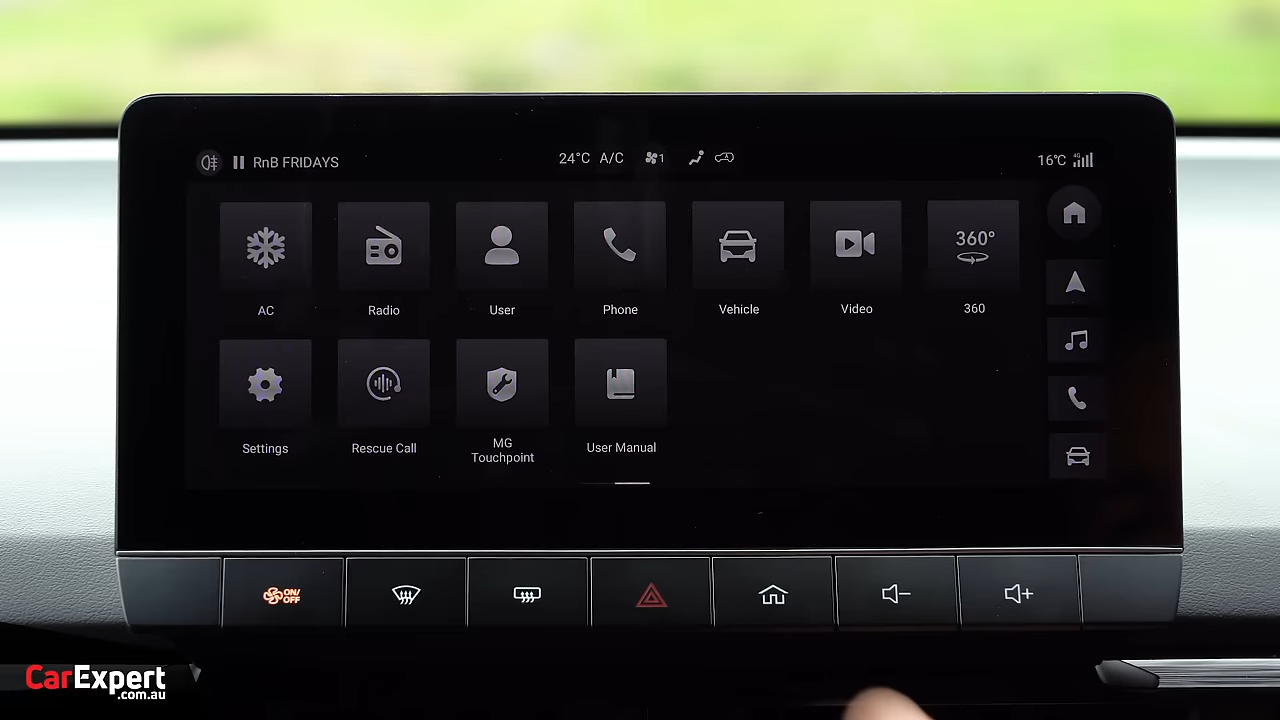 RnB FRIDAYS
24°C A/C 1
16°C 4G
360°
AC
Radio
User
Phone
Vehicle
Video
360
Settings
Rescue Call
MG
Touchpoint
User Manual
ON/
OFF
CarExpert
.com.au